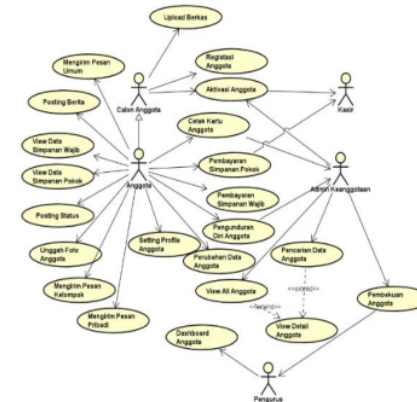 Upload Berkas
Mengirim Pesan
Umum
Registasi
Anggota
Posting Berita
Calon Anggota
Aktivasi Anggota
Kasir
View Data
Simpanan Wajib
Cetak Kartu
Anggota
View Data
Simpanan Pokok
Anggota
Pembayaran
Simpanan Pokok
Admin Keanggotaan
Posting Status
Pembayaran
Simpanan Wajib
Pengunduran
Diri Anggota
Unggah Foto
Anggota
Setting Profile
Anggota
Perubahan Data
Anggota
Pencarian Data
Anggota
Mengirim Pesan
Kelompok
View All Anggota
Pembekuan
Anggota
Mengirim Pesan
Pribadi
Dashboard
Anggota
View Detail
Anggota
Pengurus